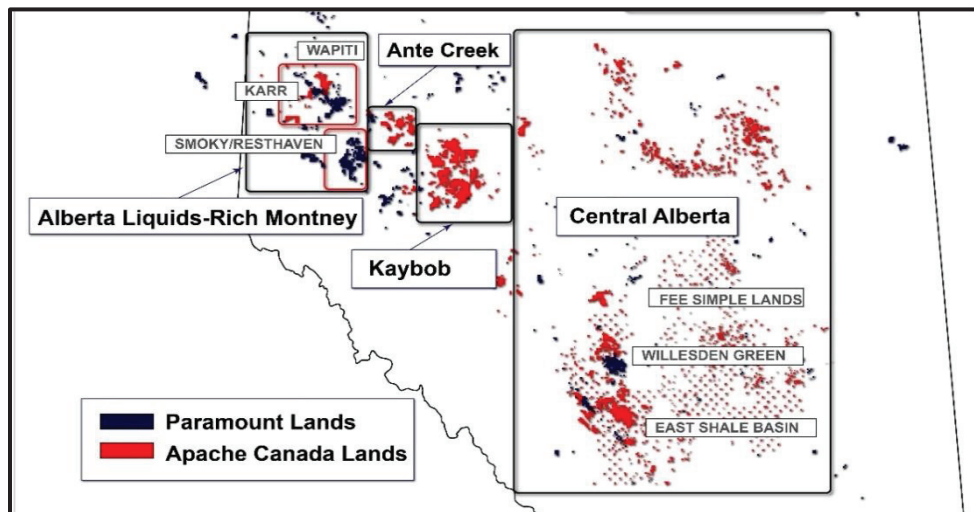 WAPITI
Ante Creek
KARR
SMOKY/RESTHAVEN
Alberta Liquids-Rich Montney
Central Alberta
Kaybob
FEE SIMPLE LANDS
WILLESDEN GREEN
EAST SHALE BASIN
Paramount Lands
Apache Canada Lands